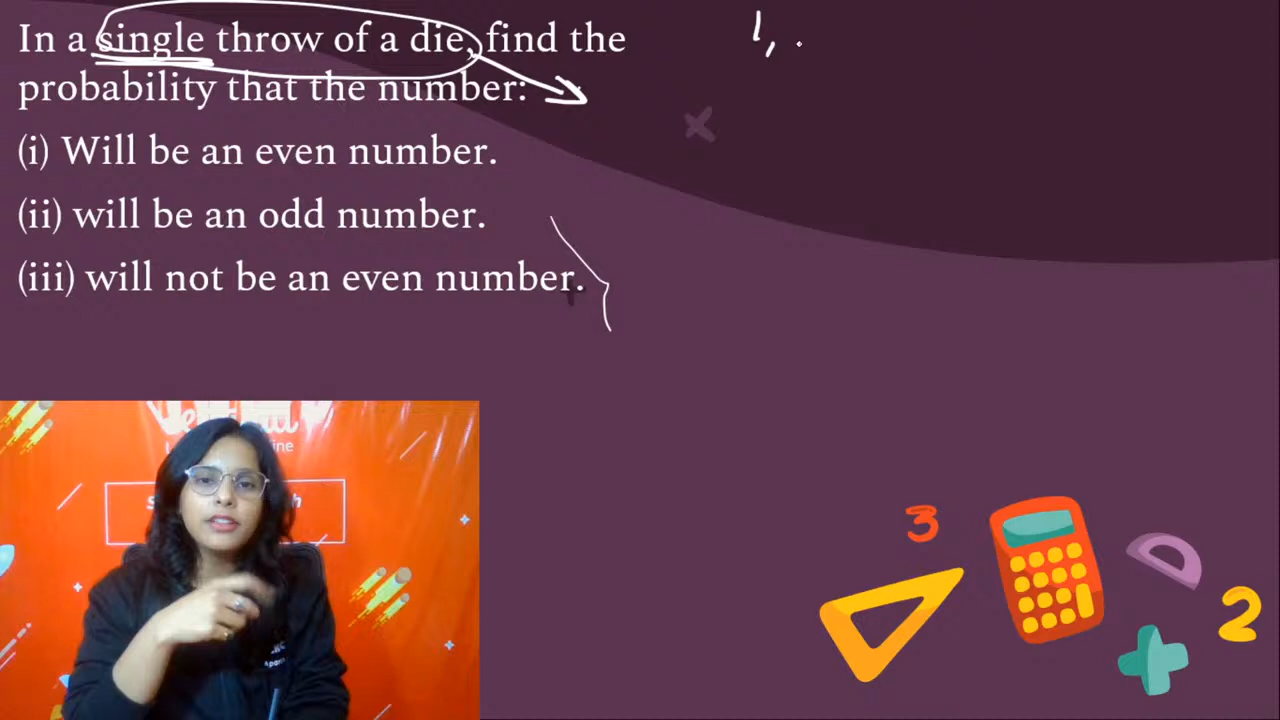 In a single throw of a die, find the
probability that the number:
(i) Will be an even number.
(ii) will be an odd number.
(iii) will not be an even number.
1,
3
2